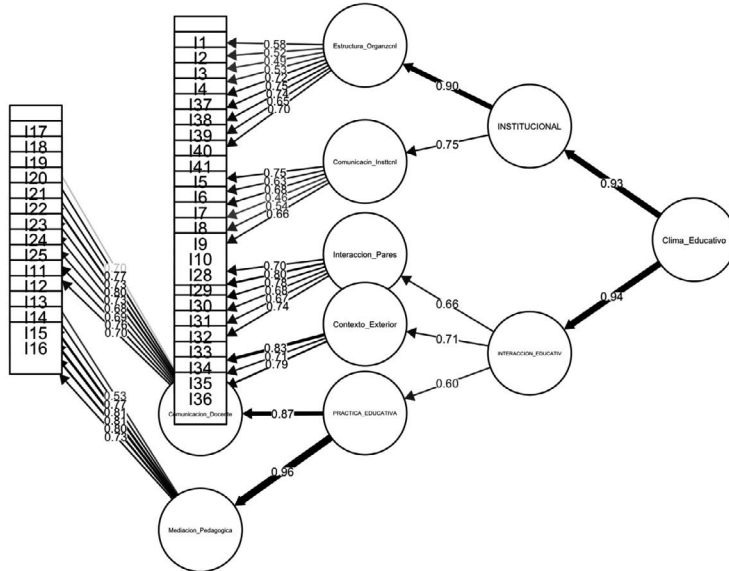 I17
I18
I19
I20
I21
I22
I23
I24
I25
I11
I12
I13
I14
I15
I16
0.70
0.77
0.73
0.80
0.79
0.68
0.69
0.76
0.70
0.53
0.77
0.81
0.81
0.80
0.73
I1
I2
I3
I4
I37
I38
I39
I40
I41
I5
I6
I7
I8
I9
I10
I28
I29
I30
I31
I32
I33
I34
I35
I36
0.58
0.52
0.49
0.53
0.72
0.75
0.74
0.65
0.70
0.75
0.63
0.68
0.46
0.54
0.66
0.70
0.80
0.78
0.68
0.67
0.74
0.83
0.71
0.79
Estructura_Organzcnl
Comunicacin_Insttcnl
Interaccion_Pares
Contexto_Exterior
Comunicacion_Docente
0.87
PRACTICA_EDUCATIVA
0.96
Mediacion_Pedagogica
0.90
INSTITUCIONAL
0.75
0.66
0.71
INTERACCION_EDUCATIV
0.60
0.93
Clima_Educativo
0.94